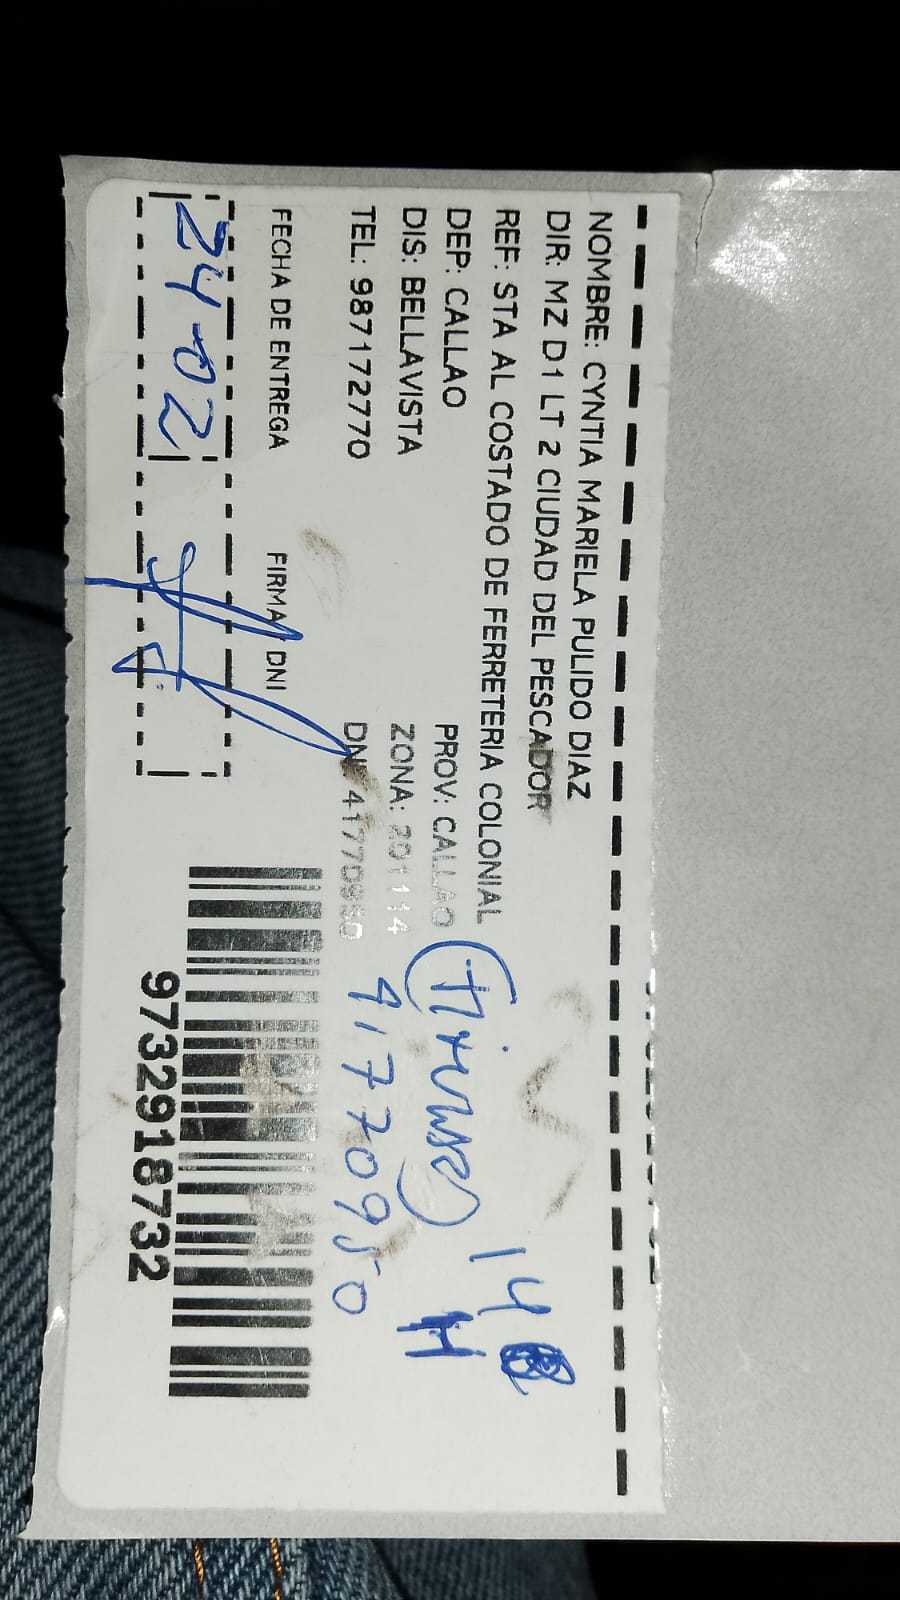 NOMBRE: CYNTIA MARIELA PULIDO DIAZ
DIR: MZ D1 LT 2 CIUDAD DEL PESCADOR
REF: STA AL COSTADO DE FERRETERIA COLONIAL
DEP: CALLAO PROV: CALLAO
DIS: BELLAVISTA ZONA: 201114
TEL: 987172770 DNI 41770950
14
H
41770950
FECHA DE ENTREGA FIRMA / DNI
24-02
9732918732